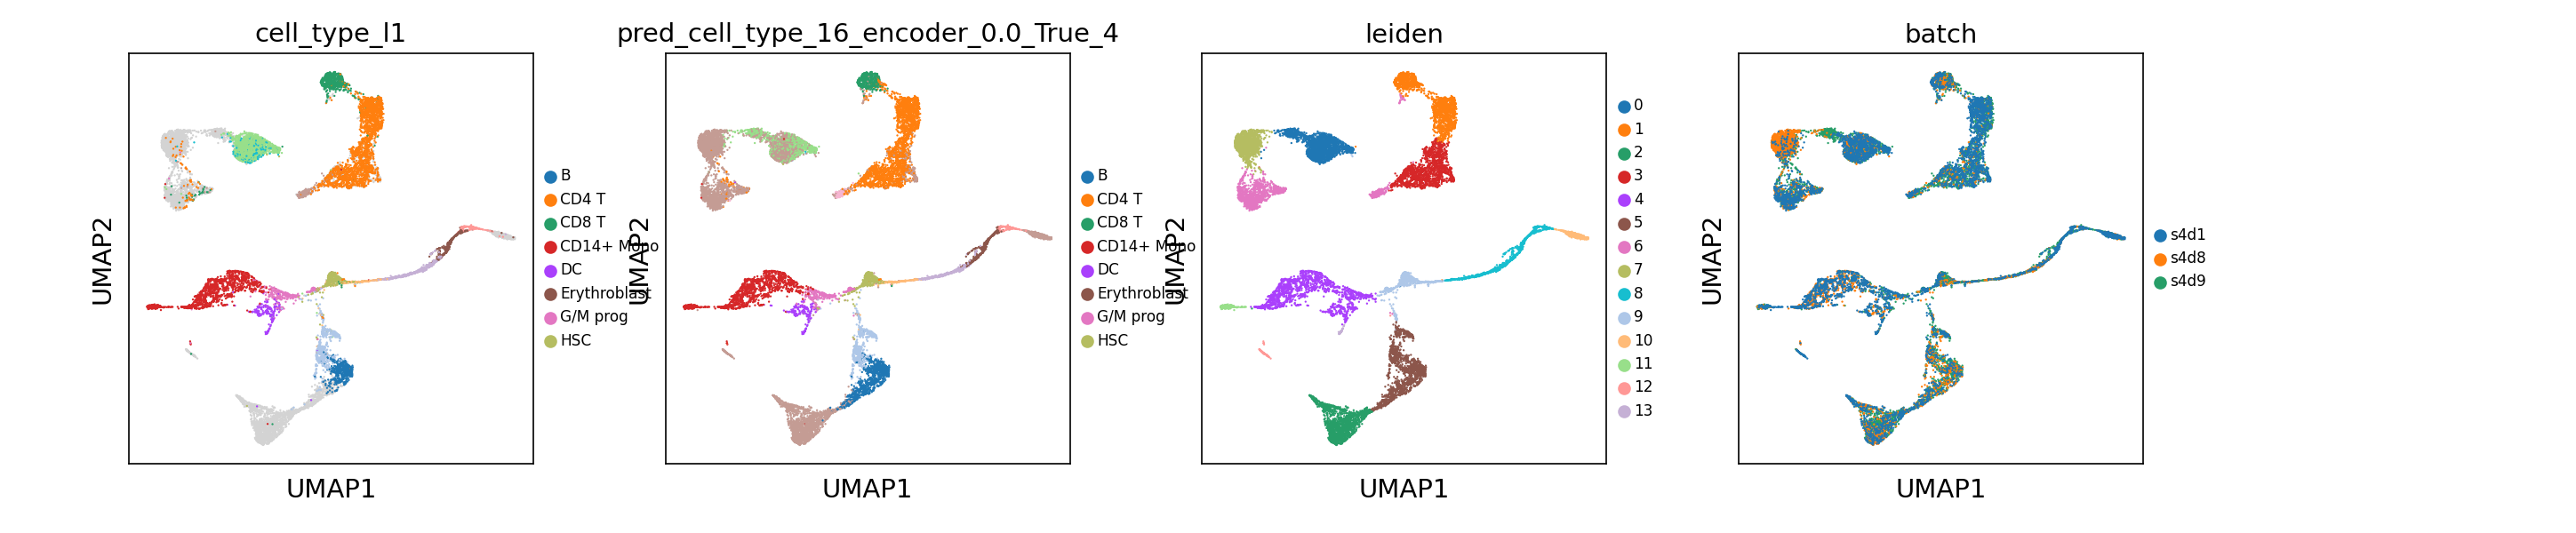 cell_type_l1
UMAP2
UMAP1
B
CD4 T
CD8 T
CD14+ Mono
DC
Erythroblast
G/M prog
HSC
pred_cell_type_16_encoder_0.0_True_4
UMAP2
UMAP1
B
CD4 T
CD8 T
CD14+ Mono
DC
Erythroblast
G/M prog
HSC
leiden
UMAP2
UMAP1
0
1
2
3
4
5
6
7
8
9
10
11
12
13
batch
UMAP2
UMAP1
s4d1
s4d8
s4d9